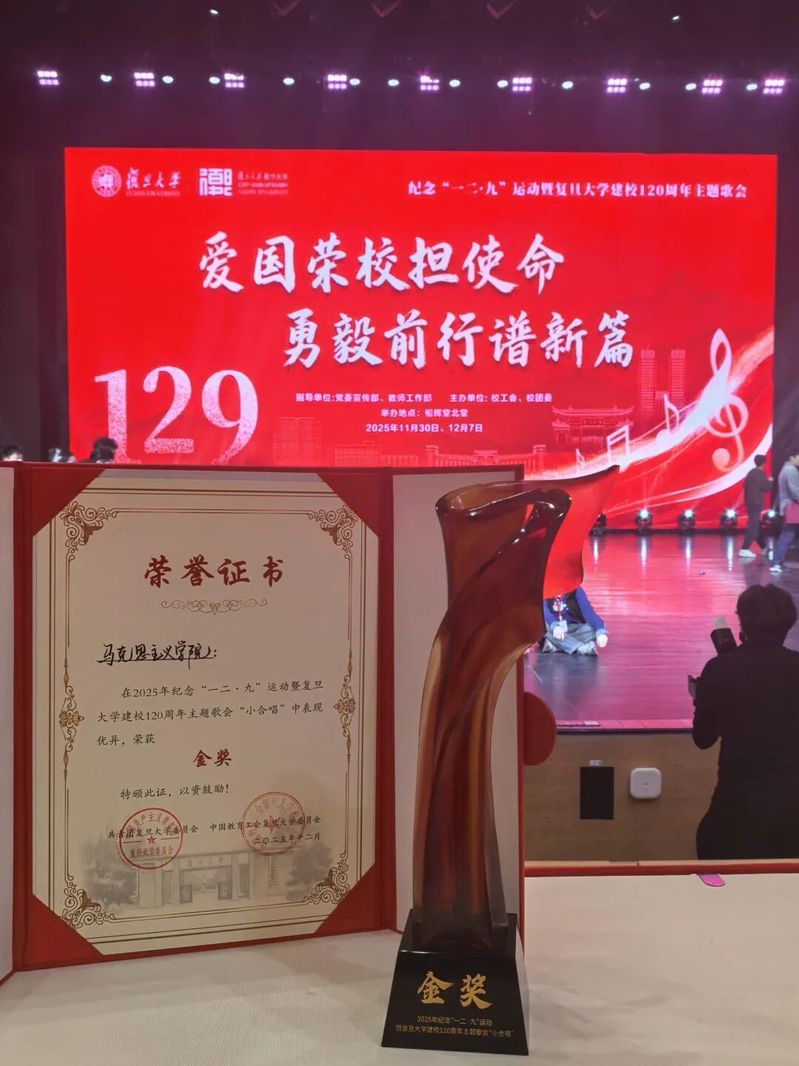 復旦大學
纪念“一二·九”运动暨复旦大学建校120周年主题歌会
爱国荣校担使命
勇毅前行谱新篇
129
指导单位:党委宣传部、教师工作部 主办单位:校工会、校团委
举办地点：相辉堂北堂
2025年11月30日、12月7日
荣誉证书
马克思主义学院：
在2025年纪念“一二·九”运动暨复旦
大学建校120周年主题歌会“小合唱”中表现
优异，荣获
金奖
特颁此证，以资鼓励！
共青团复旦大学委员会 中国教育工会复旦大学委员会
二〇二五年十二月
复旦大学委员会
金奖
2025年纪念“一二·九”运动
暨复旦大学建校120周年主题歌会“小合唱”